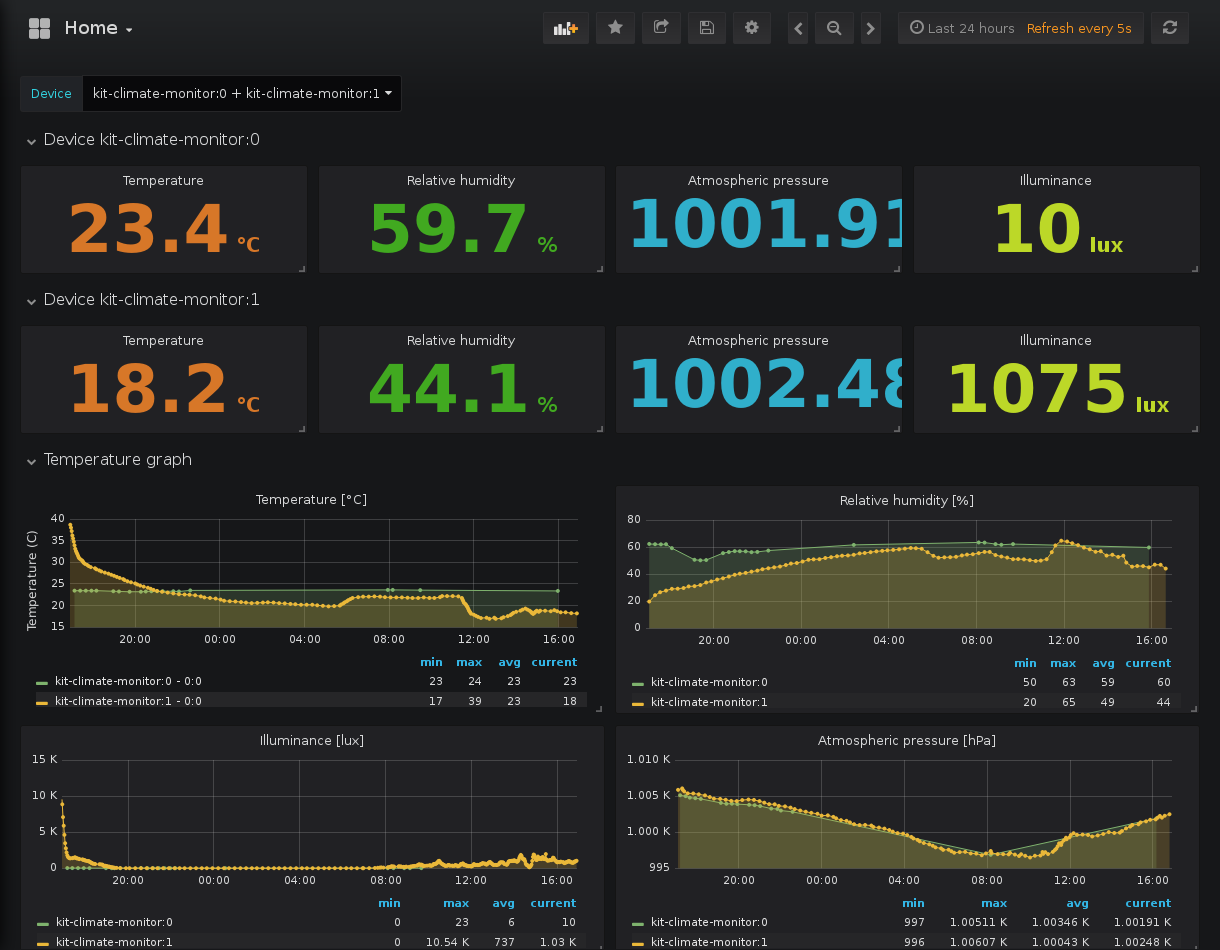 Home
Last 24 hours Refresh every 5s
Device kit-climate-monitor:0 + kit-climate-monitor:1
Device kit-climate-monitor:0
Temperature Relative humidity Atmospheric pressure Illuminance
23.4 °C 59.7 % 1001.91 10 lux
Device kit-climate-monitor:1
Temperature Relative humidity Atmospheric pressure Illuminance
18.2 °C 44.1 % 1002.48 1075 lux
Temperature graph
Temperature [°C]
Temperature (C)
40
35
30
25
20
15
20:00 00:00 04:00 08:00 12:00 16:00
min max avg current
kit-climate-monitor:0 - 0:0 23 24 23 23
kit-climate-monitor:1 - 0:0 17 39 23 18
Relative humidity [%]
80
60
40
20
0
20:00 00:00 04:00 08:00 12:00 16:00
min max avg current
kit-climate-monitor:0 50 63 59 60
kit-climate-monitor:1 20 65 49 44
Illuminance [lux]
15 K
10 K
5 K
0
20:00 00:00 04:00 08:00 12:00 16:00
min max avg current
kit-climate-monitor:0 0 23 6 10
kit-climate-monitor:1 0 10.54 K 737 1.03 K
Atmospheric pressure [hPa]
1.010 K
1.005 K
1.000 K
995
20:00 00:00 04:00 08:00 12:00 16:00
min max avg current
kit-climate-monitor:0 997 1.00511 K 1.00346 K 1.00191 K
kit-climate-monitor:1 996 1.00607 K 1.00043 K 1.00248 K